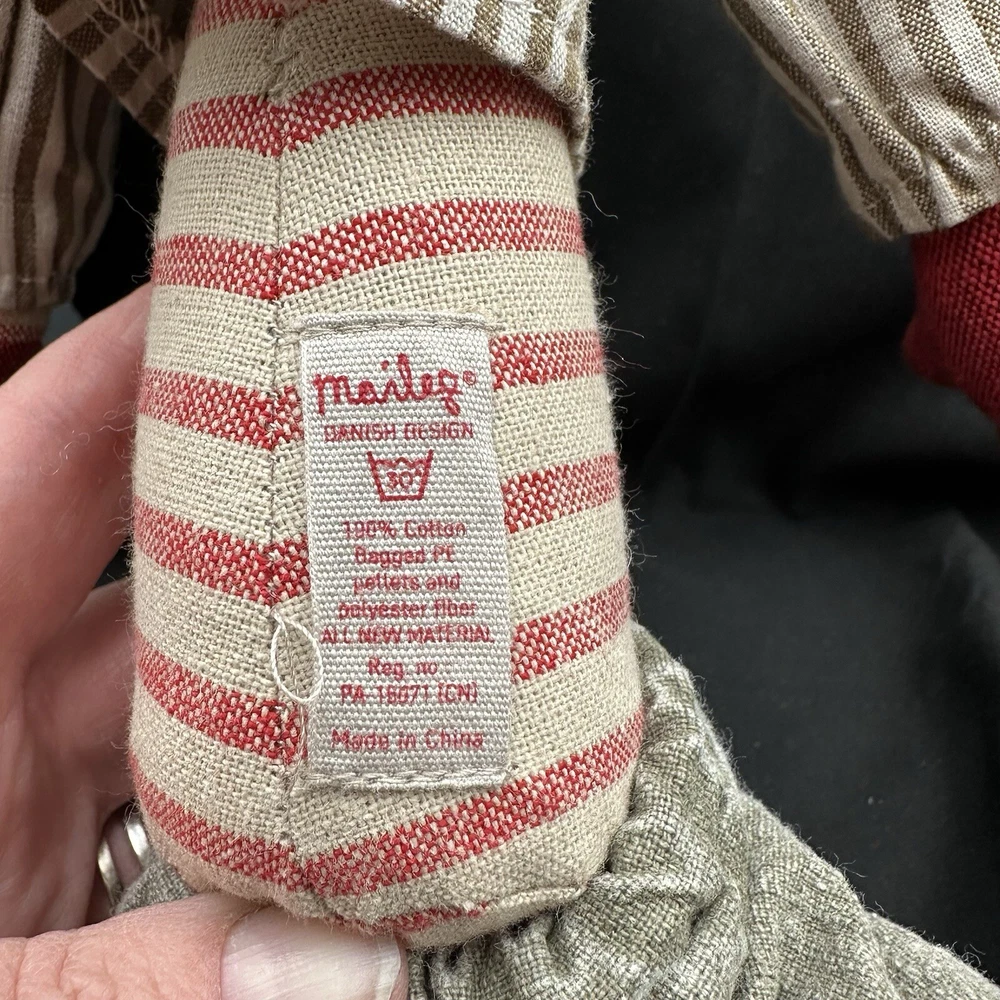 maileg®
DANISH DESIGN
30°
100% Cotton
Bagged PE
pellets and
polyester fiber
ALL NEW MATERIAL
Reg. no
PA-16071 (CN)
Made in China